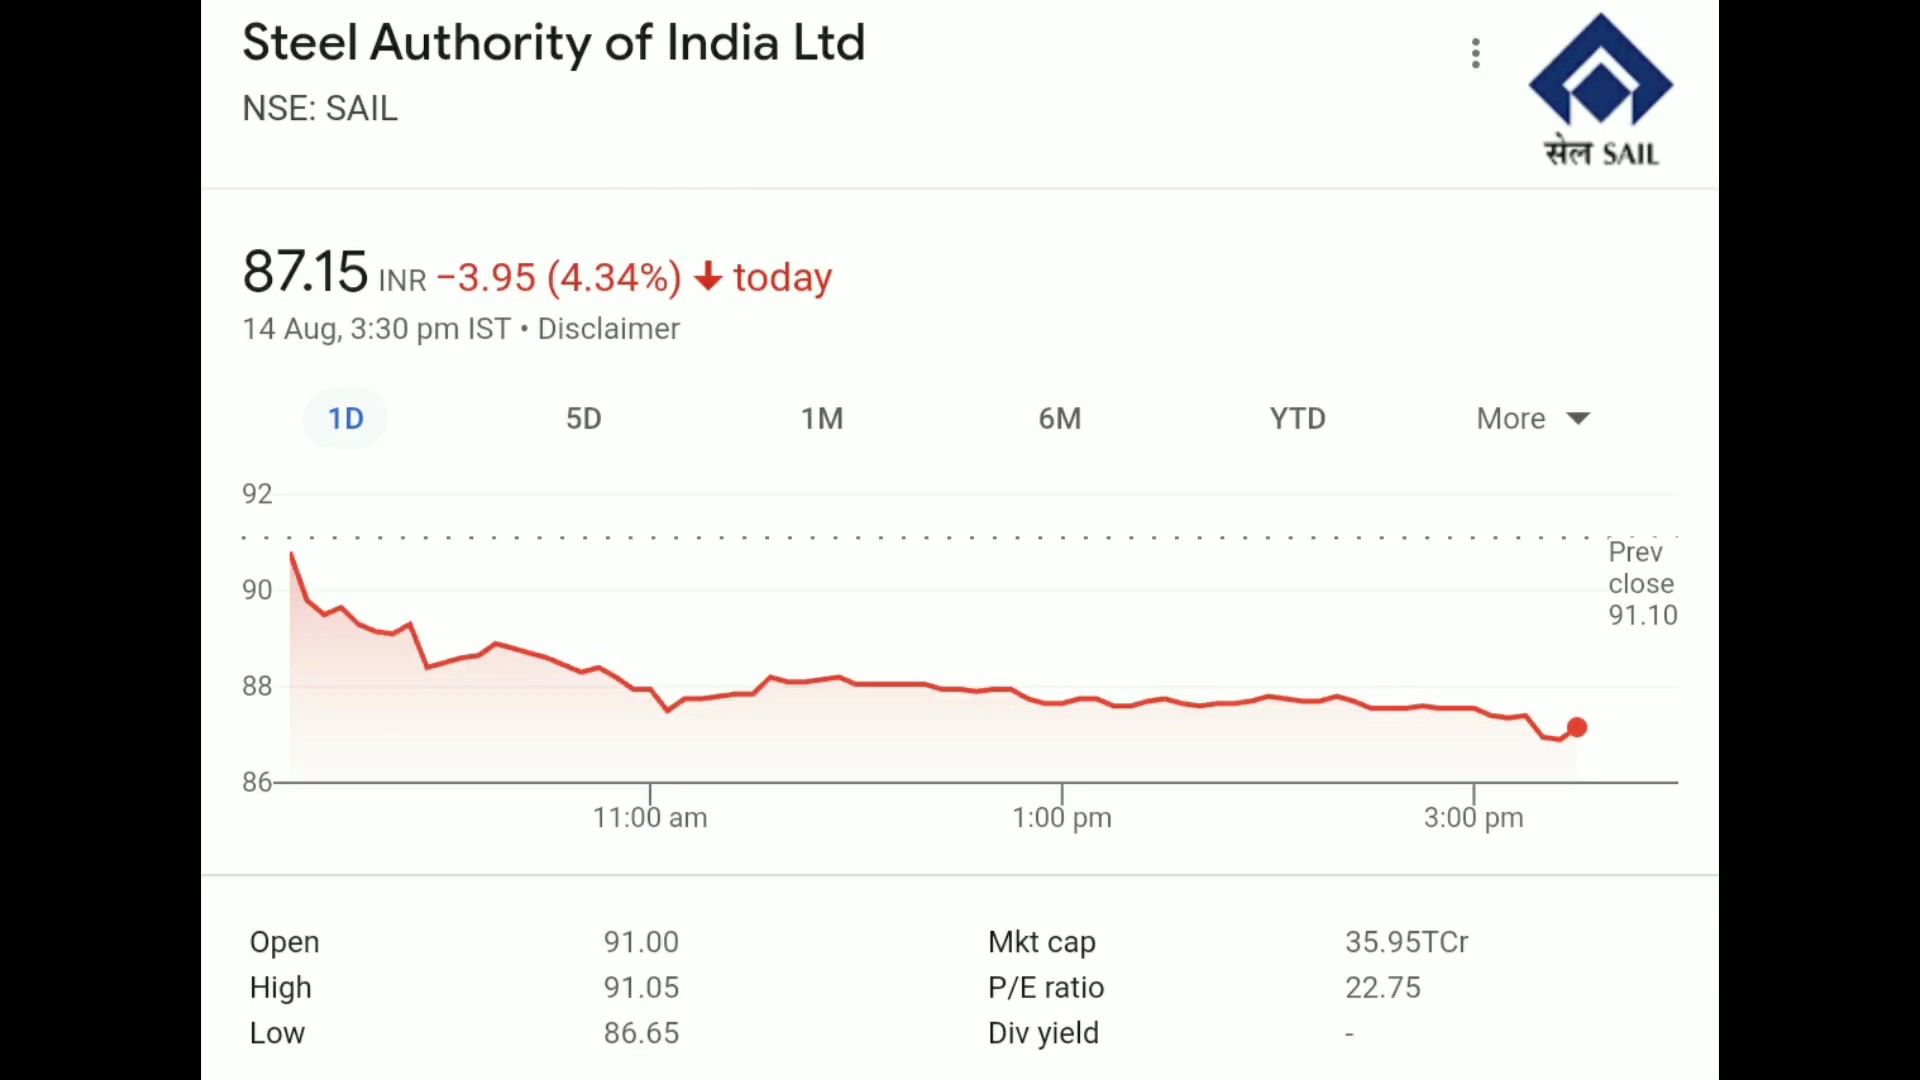 Steel Authority of India Ltd
NSE: SAIL
सेल SAIL
87.15 INR −3.95 (4.34%) ↓ today
14 Aug, 3:30 pm IST • Disclaimer
1D 5D 1M 6M YTD More
92
90
88
86
Prev
close
91.10
11:00 am 1:00 pm 3:00 pm
Open 91.00 Mkt cap 35.95TCr
High 91.05 P/E ratio 22.75
Low 86.65 Div yield -